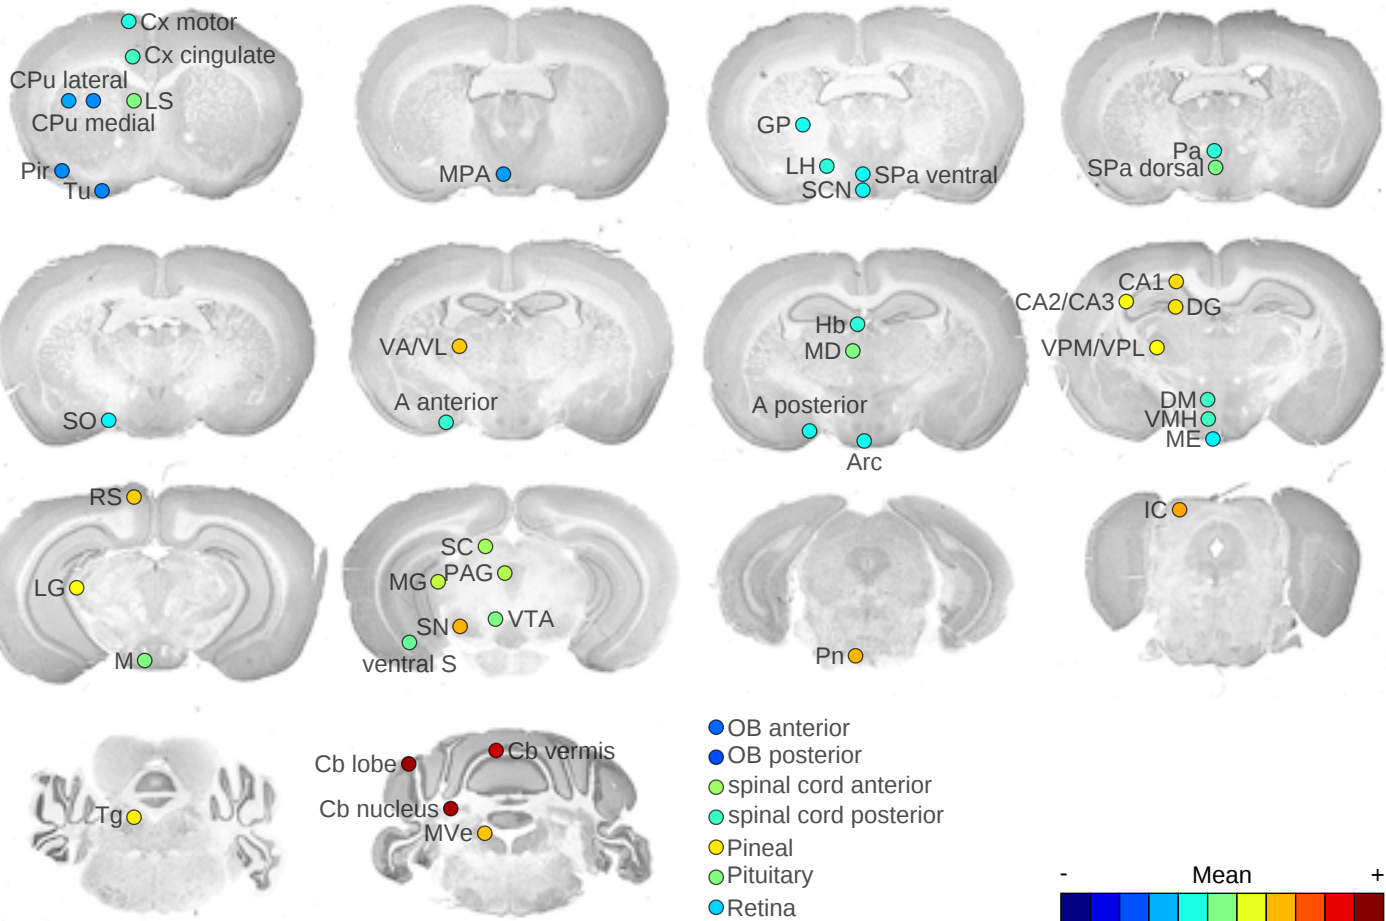 Cx motor
Cx cingulate
CPu lateral
LS
CPu medial
Pir
Tu
MPA
GP
LH
SPa ventral
SCN
Pa
SPa dorsal
SO
VA/VL
A anterior
Hb
MD
A posterior
Arc
CA1
CA2/CA3
DG
VPM/VPL
DM
VMH
ME
RS
LG
M
SC
PAG
MG
VTA
SN
ventral S
Pn
IC
Tg
Cb lobe
Cb vermis
Cb nucleus
MVe
OB anterior
OB posterior
spinal cord anterior
spinal cord posterior
Pineal
Pituitary
Retina
- Mean +